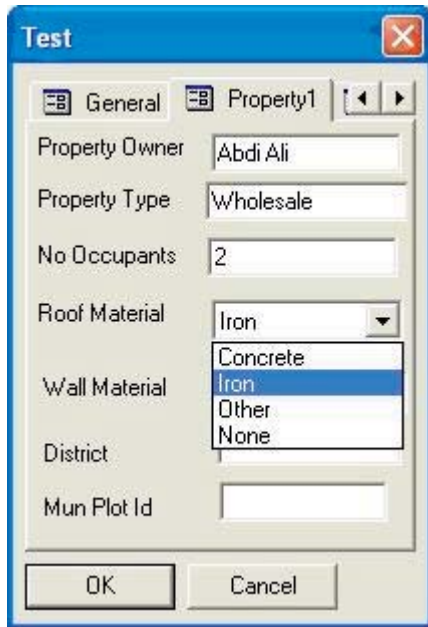 Test
General Property1
Property Owner Abdi Ali
Property Type Wholesale
No Occupants 2
Roof Material Iron
Concrete
Iron
Wall Material
Other
None
District
Mun Plot Id
OK Cancel